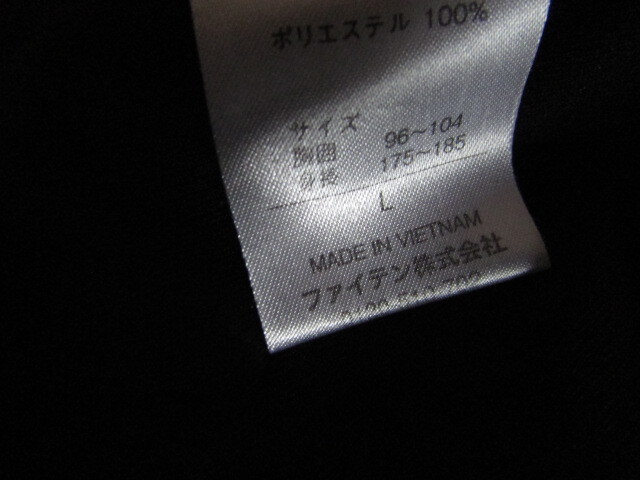 ポリエステル 100%
サイズ
胸囲 96~104
身長 175~185
L
MADE IN VIETNAM
ファイテン株式会社